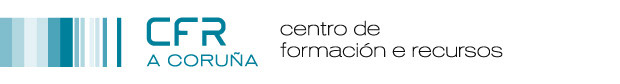 CFR
A CORUÑA
centro de
formación e recursos